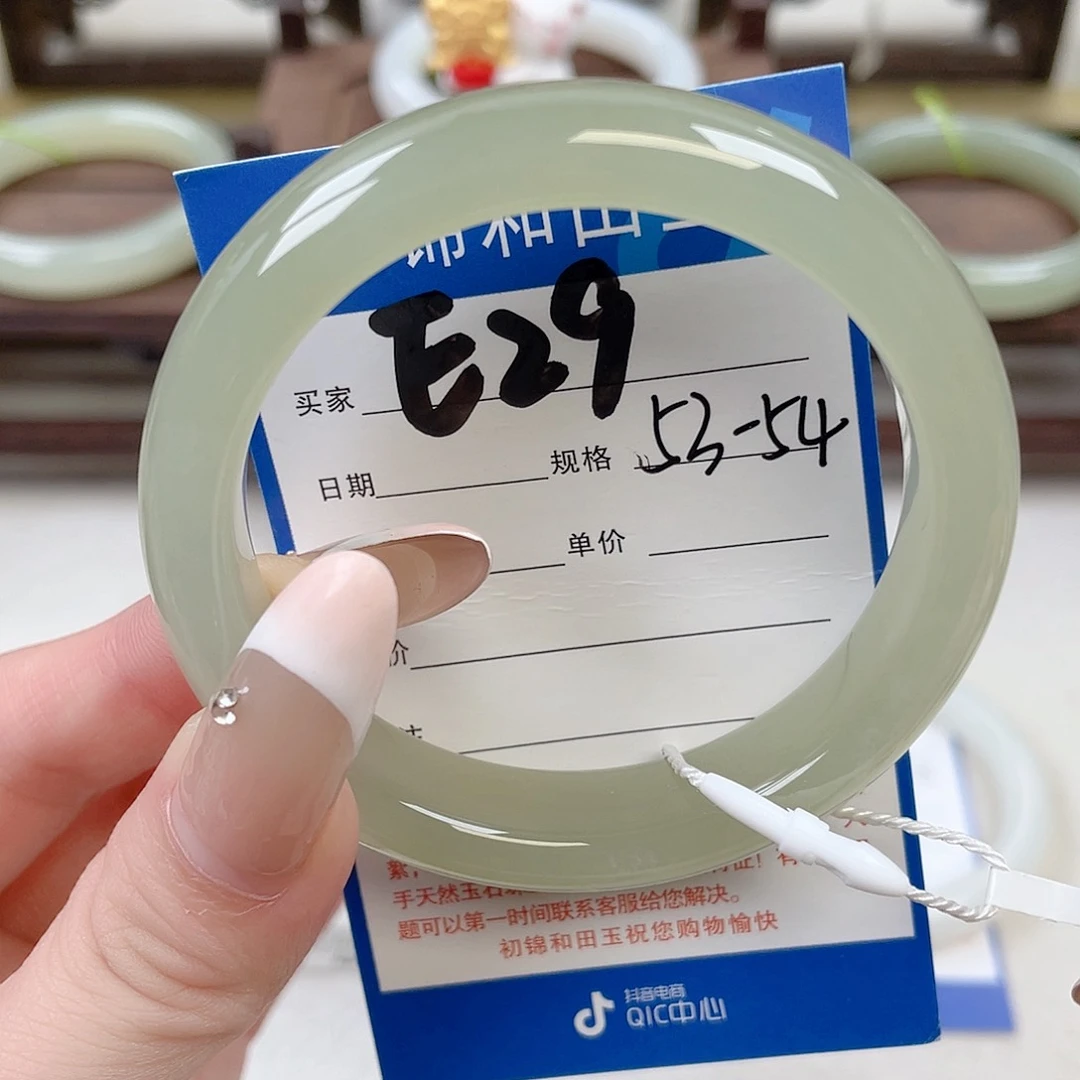 和田
买家 E29
日期 规格 53-54
单价
价
手天然玉石
题可以第一时间联系客服给您解决。
初锦和田玉祝您购物愉快
抖音电商
QIC中心